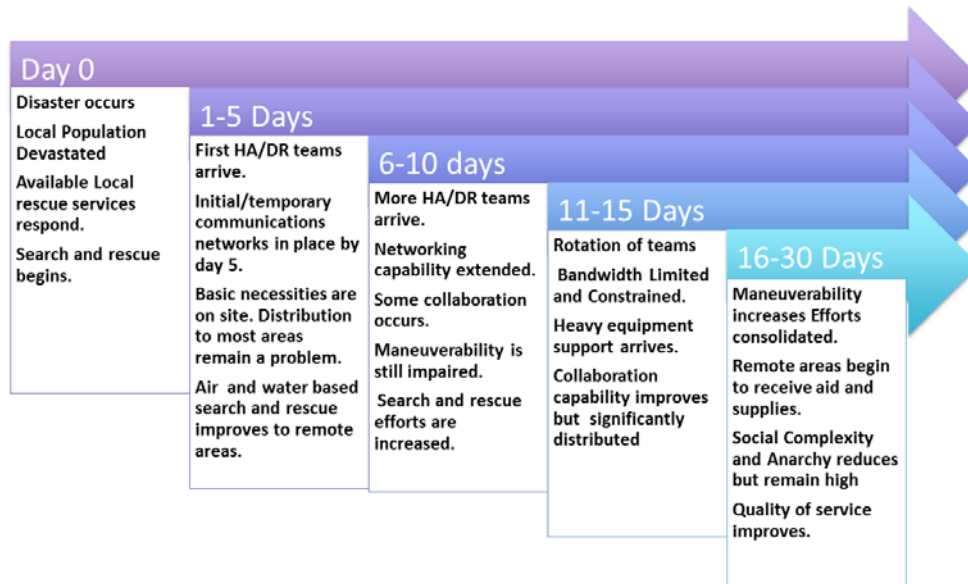 Day 0
Disaster occurs
Local Population
Devastated
Available Local
rescue services
respond.
Search and rescue
begins.
1-5 Days
First HA/DR teams
arrive.
Initial/temporary
communications
networks in place by
day 5.
Basic necessities are
on site. Distribution
to most areas
remain a problem.
Air and water based
search and rescue
improves to remote
areas.
6-10 days
More HA/DR teams
arrive.
Networking
capability extended.
Some collaboration
occurs.
Maneuverability is
still impaired.
Search and rescue
efforts are
increased.
11-15 Days
Rotation of teams
Bandwidth Limited
and Constrained.
Heavy equipment
support arrives.
Collaboration
capability improves
but significantly
distributed
16-30 Days
Maneuverability
increases Efforts
consolidated.
Remote areas begin
to receive aid and
supplies.
Social Complexity
and Anarchy reduces
but remain high
Quality of service
improves.